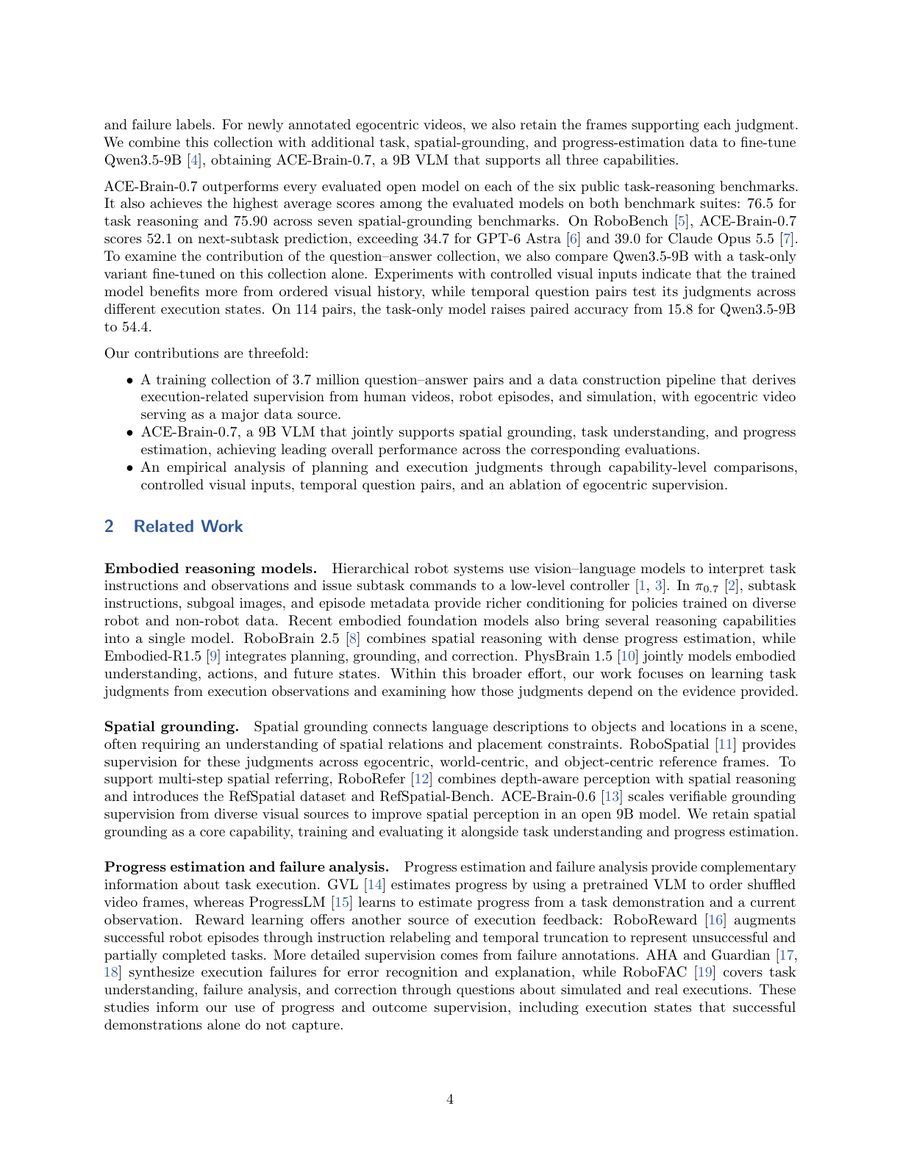 and failure labels. For newly annotated egocentric videos, we also retain the frames supporting each judgment.
We combine this collection with additional task, spatial-grounding, and progress-estimation data to fine-tune
Qwen3.5-9B [4], obtaining ACE-Brain-0.7, a 9B VLM that supports all three capabilities.
ACE-Brain-0.7 outperforms every evaluated open model on each of the six public task-reasoning benchmarks.
It also achieves the highest average scores among the evaluated models on both benchmark suites: 76.5 for
task reasoning and 75.90 across seven spatial-grounding benchmarks. On RoboBench [5], ACE-Brain-0.7
scores 52.1 on next-subtask prediction, exceeding 34.7 for GPT-6 Astra [6] and 39.0 for Claude Opus 5.5 [7].
To examine the contribution of the question–answer collection, we also compare Qwen3.5-9B with a task-only
variant fine-tuned on this collection alone. Experiments with controlled visual inputs indicate that the trained
model benefits more from ordered visual history, while temporal question pairs test its judgments across
different execution states. On 114 pairs, the task-only model raises paired accuracy from 15.8 for Qwen3.5-9B
to 54.4.
Our contributions are threefold:
• A training collection of 3.7 million question–answer pairs and a data construction pipeline that derives
execution-related supervision from human videos, robot episodes, and simulation, with egocentric video
serving as a major data source.
• ACE-Brain-0.7, a 9B VLM that jointly supports spatial grounding, task understanding, and progress
estimation, achieving leading overall performance across the corresponding evaluations.
• An empirical analysis of planning and execution judgments through capability-level comparisons,
controlled visual inputs, temporal question pairs, and an ablation of egocentric supervision.
2 Related Work
Embodied reasoning models. Hierarchical robot systems use vision–language models to interpret task
instructions and observations and issue subtask commands to a low-level controller [1, 3]. In π0.7 [2], subtask
instructions, subgoal images, and episode metadata provide richer conditioning for policies trained on diverse
robot and non-robot data. Recent embodied foundation models also bring several reasoning capabilities
into a single model. RoboBrain 2.5 [8] combines spatial reasoning with dense progress estimation, while
Embodied-R1.5 [9] integrates planning, grounding, and correction. PhysBrain 1.5 [10] jointly models embodied
understanding, actions, and future states. Within this broader effort, our work focuses on learning task
judgments from execution observations and examining how those judgments depend on the evidence provided.
Spatial grounding. Spatial grounding connects language descriptions to objects and locations in a scene,
often requiring an understanding of spatial relations and placement constraints. RoboSpatial [11] provides
supervision for these judgments across egocentric, world-centric, and object-centric reference frames. To
support multi-step spatial referring, RoboRefer [12] combines depth-aware perception with spatial reasoning
and introduces the RefSpatial dataset and RefSpatial-Bench. ACE-Brain-0.6 [13] scales verifiable grounding
supervision from diverse visual sources to improve spatial perception in an open 9B model. We retain spatial
grounding as a core capability, training and evaluating it alongside task understanding and progress estimation.
Progress estimation and failure analysis. Progress estimation and failure analysis provide complementary
information about task execution. GVL [14] estimates progress by using a pretrained VLM to order shuffled
video frames, whereas ProgressLM [15] learns to estimate progress from a task demonstration and a current
observation. Reward learning offers another source of execution feedback: RoboReward [16] augments
successful robot episodes through instruction relabeling and temporal truncation to represent unsuccessful and
partially completed tasks. More detailed supervision comes from failure annotations. AHA and Guardian [17,
18] synthesize execution failures for error recognition and explanation, while RoboFAC [19] covers task
understanding, failure analysis, and correction through questions about simulated and real executions. These
studies inform our use of progress and outcome supervision, including execution states that successful
demonstrations alone do not capture.
4